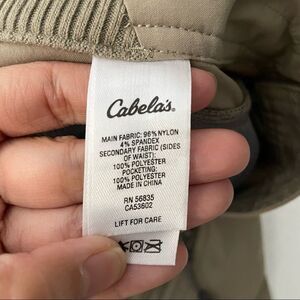 Cabela's.
MAIN FABRIC: 96% NYLON
4% SPANDEX
SECONDARY FABRIC (SIDES
OF WAIST):
100% POLYESTER
POCKETING:
100% POLYESTER
MADE IN CHINA
RN 56835
CA53602
LIFT FOR CARE